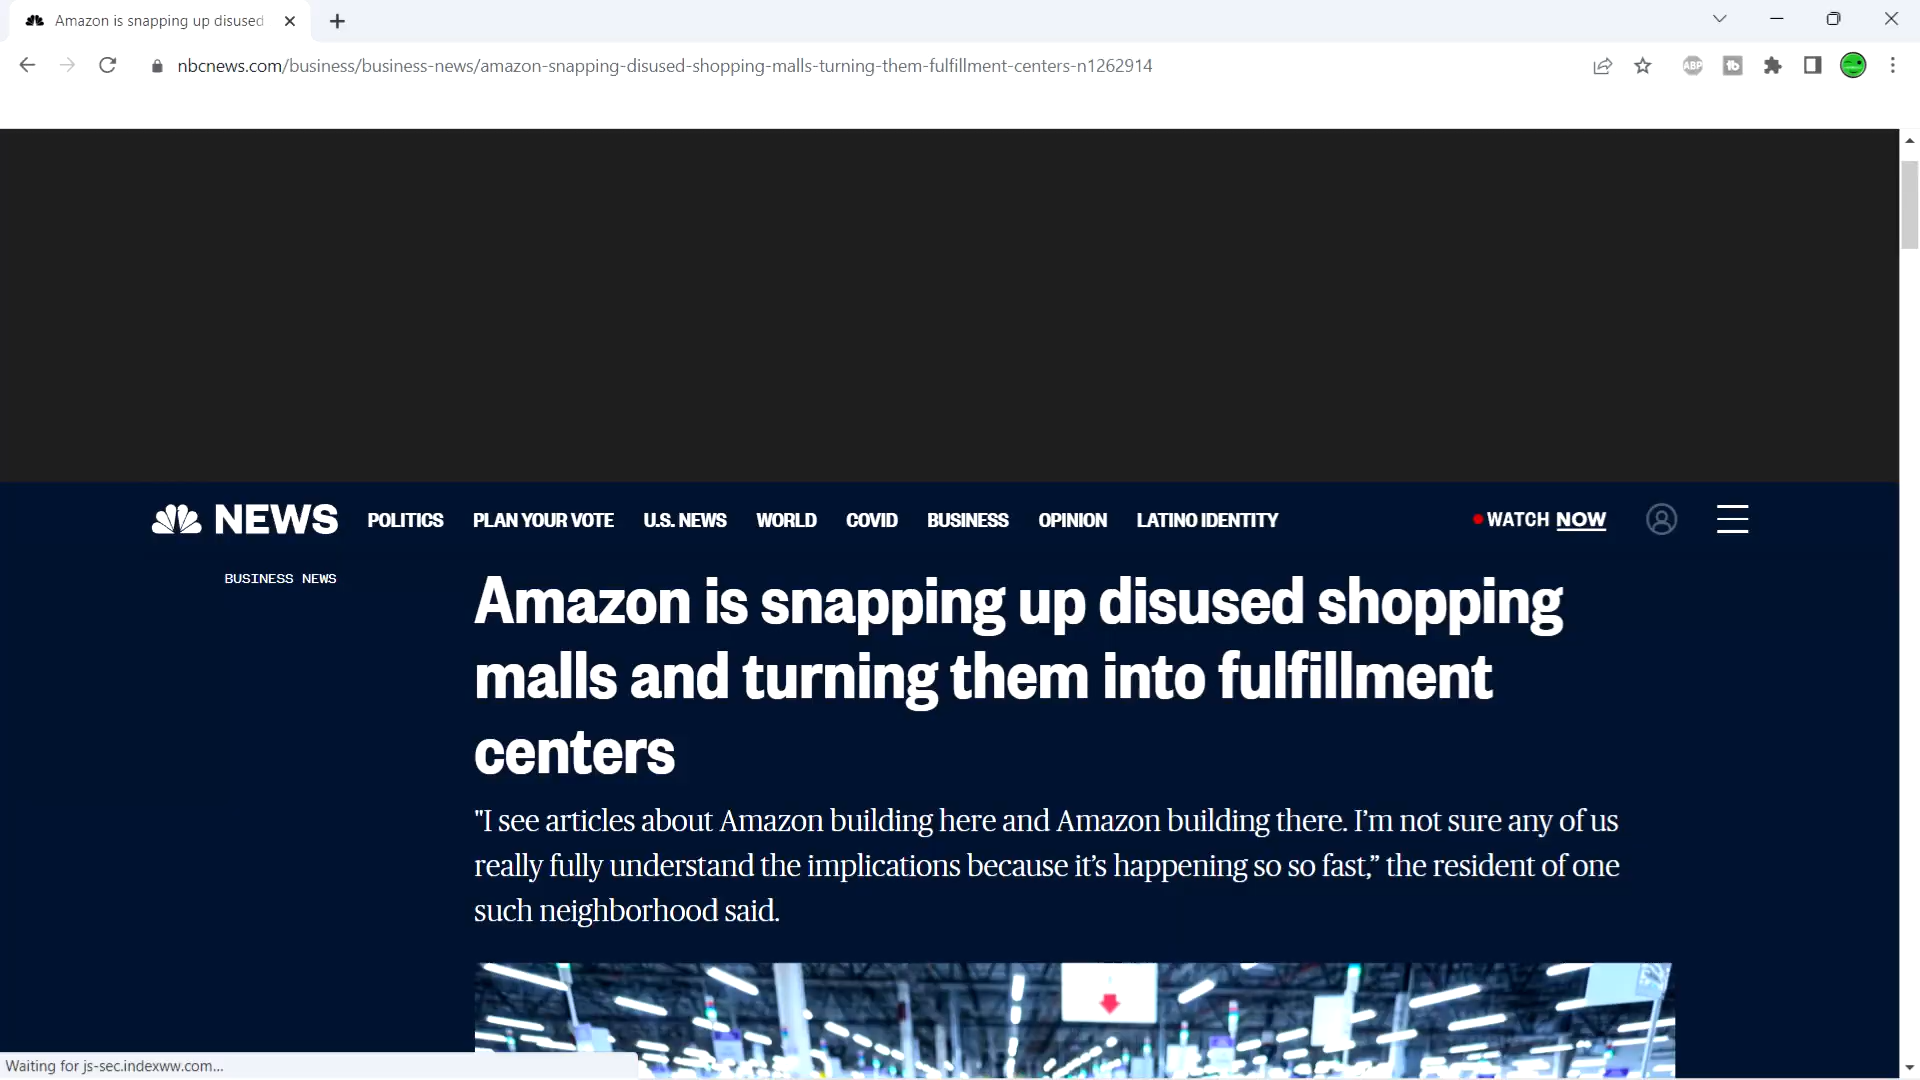 Amazon is snapping up disused
nbcnews.com/business/business-news/amazon-snapping-disused-shopping-malls-turning-them-fulfillment-centers-n1262914
ABP
tb
NEWS
POLITICS
PLAN YOUR VOTE
U.S. NEWS
WORLD
COVID
BUSINESS
OPINION
LATINO IDENTITY
WATCH NOW
BUSINESS NEWS
Amazon is snapping up disused shopping
malls and turning them into fulfillment
centers
"I see articles about Amazon building here and Amazon building there. I’m not sure any of us
really fully understand the implications because it’s happening so so fast,” the resident of one
such neighborhood said.
Waiting for js-sec.indexww.com...